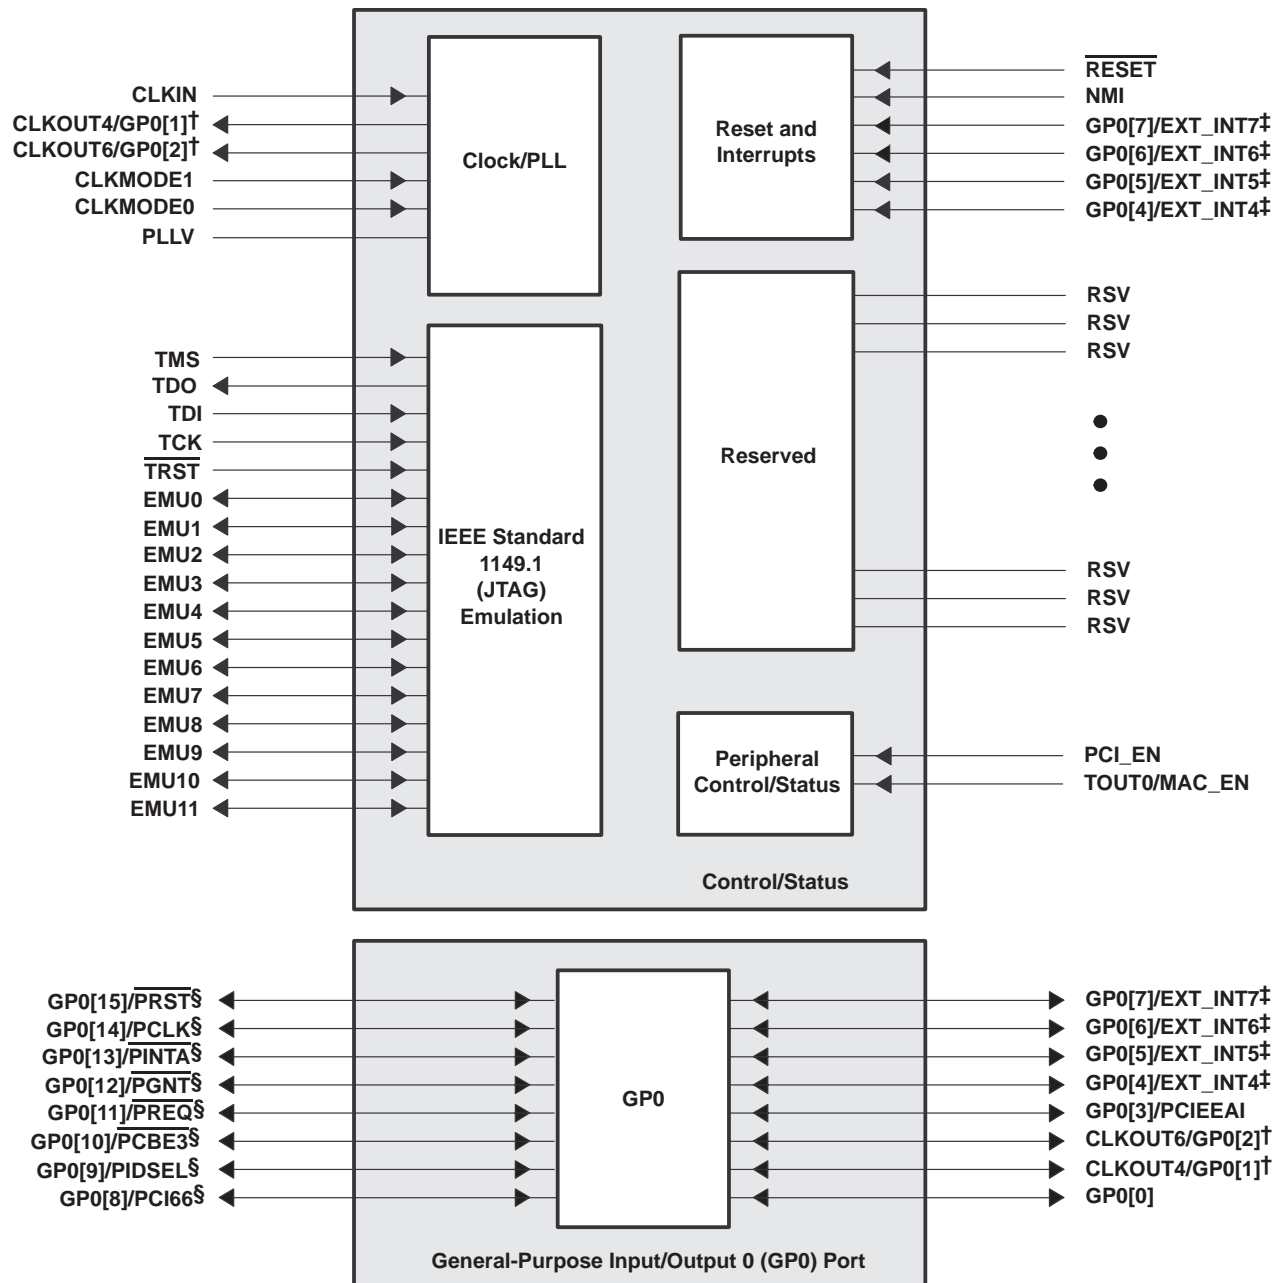 CLKIN
CLKOUT4/GP0[1]†
CLKOUT6/GP0[2]†
CLKMODE1
CLKMODE0
PLLV
Clock/PLL
TMS
TDO
TDI
TCK
TRST
EMU0
EMU1
EMU2
EMU3
EMU4
EMU5
EMU6
EMU7
EMU8
EMU9
EMU10
EMU11
IEEE Standard
1149.1
(JTAG)
Emulation
Reset and
Interrupts
RESET
NMI
GP0[7]/EXT_INT7‡
GP0[6]/EXT_INT6‡
GP0[5]/EXT_INT5‡
GP0[4]/EXT_INT4‡
Reserved
RSV
RSV
RSV
RSV
RSV
RSV
Peripheral
Control/Status
PCI_EN
TOUT0/MAC_EN
Control/Status
GP0[15]/PRST§
GP0[14]/PCLK§
GP0[13]/PINTA§
GP0[12]/PGNT§
GP0[11]/PREQ§
GP0[10]/PCBE3§
GP0[9]/PIDSEL§
GP0[8]/PCI66§
GP0
GP0[7]/EXT_INT7‡
GP0[6]/EXT_INT6‡
GP0[5]/EXT_INT5‡
GP0[4]/EXT_INT4‡
GP0[3]/PCIEEAI
CLKOUT6/GP0[2]†
CLKOUT4/GP0[1]†
GP0[0]
General-Purpose Input/Output 0 (GP0) Port